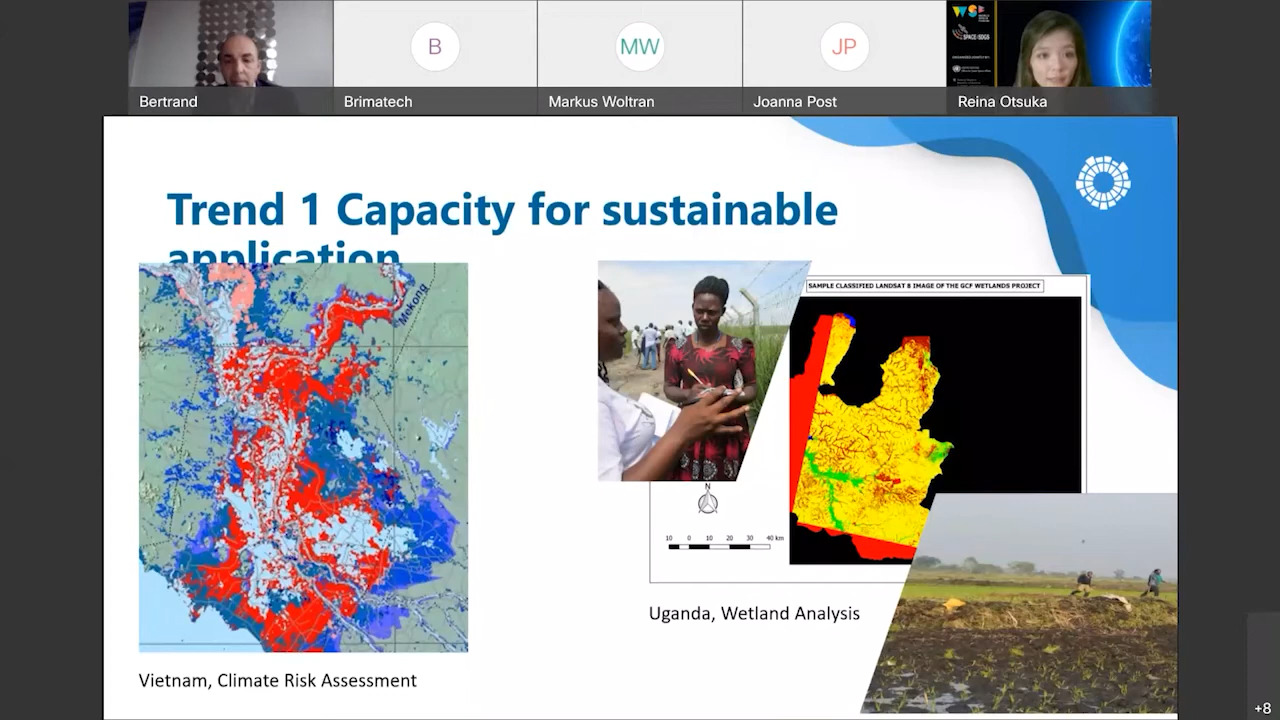 B
MW
JP
WS
SPACE4SDGS
Bertrand
Brimatech
Markus Woltran
Joanna Post
Reina Otsuka
Trend 1 Capacity for sustainable
application
Mekong
SAMPLE CLASSIFIED LANDSAT 8 IMAGE OF THE GCF WETLANDS PROJECT
N
10 0 10 20 30 40 km
Uganda, Wetland Analysis
Vietnam, Climate Risk Assessment
+8